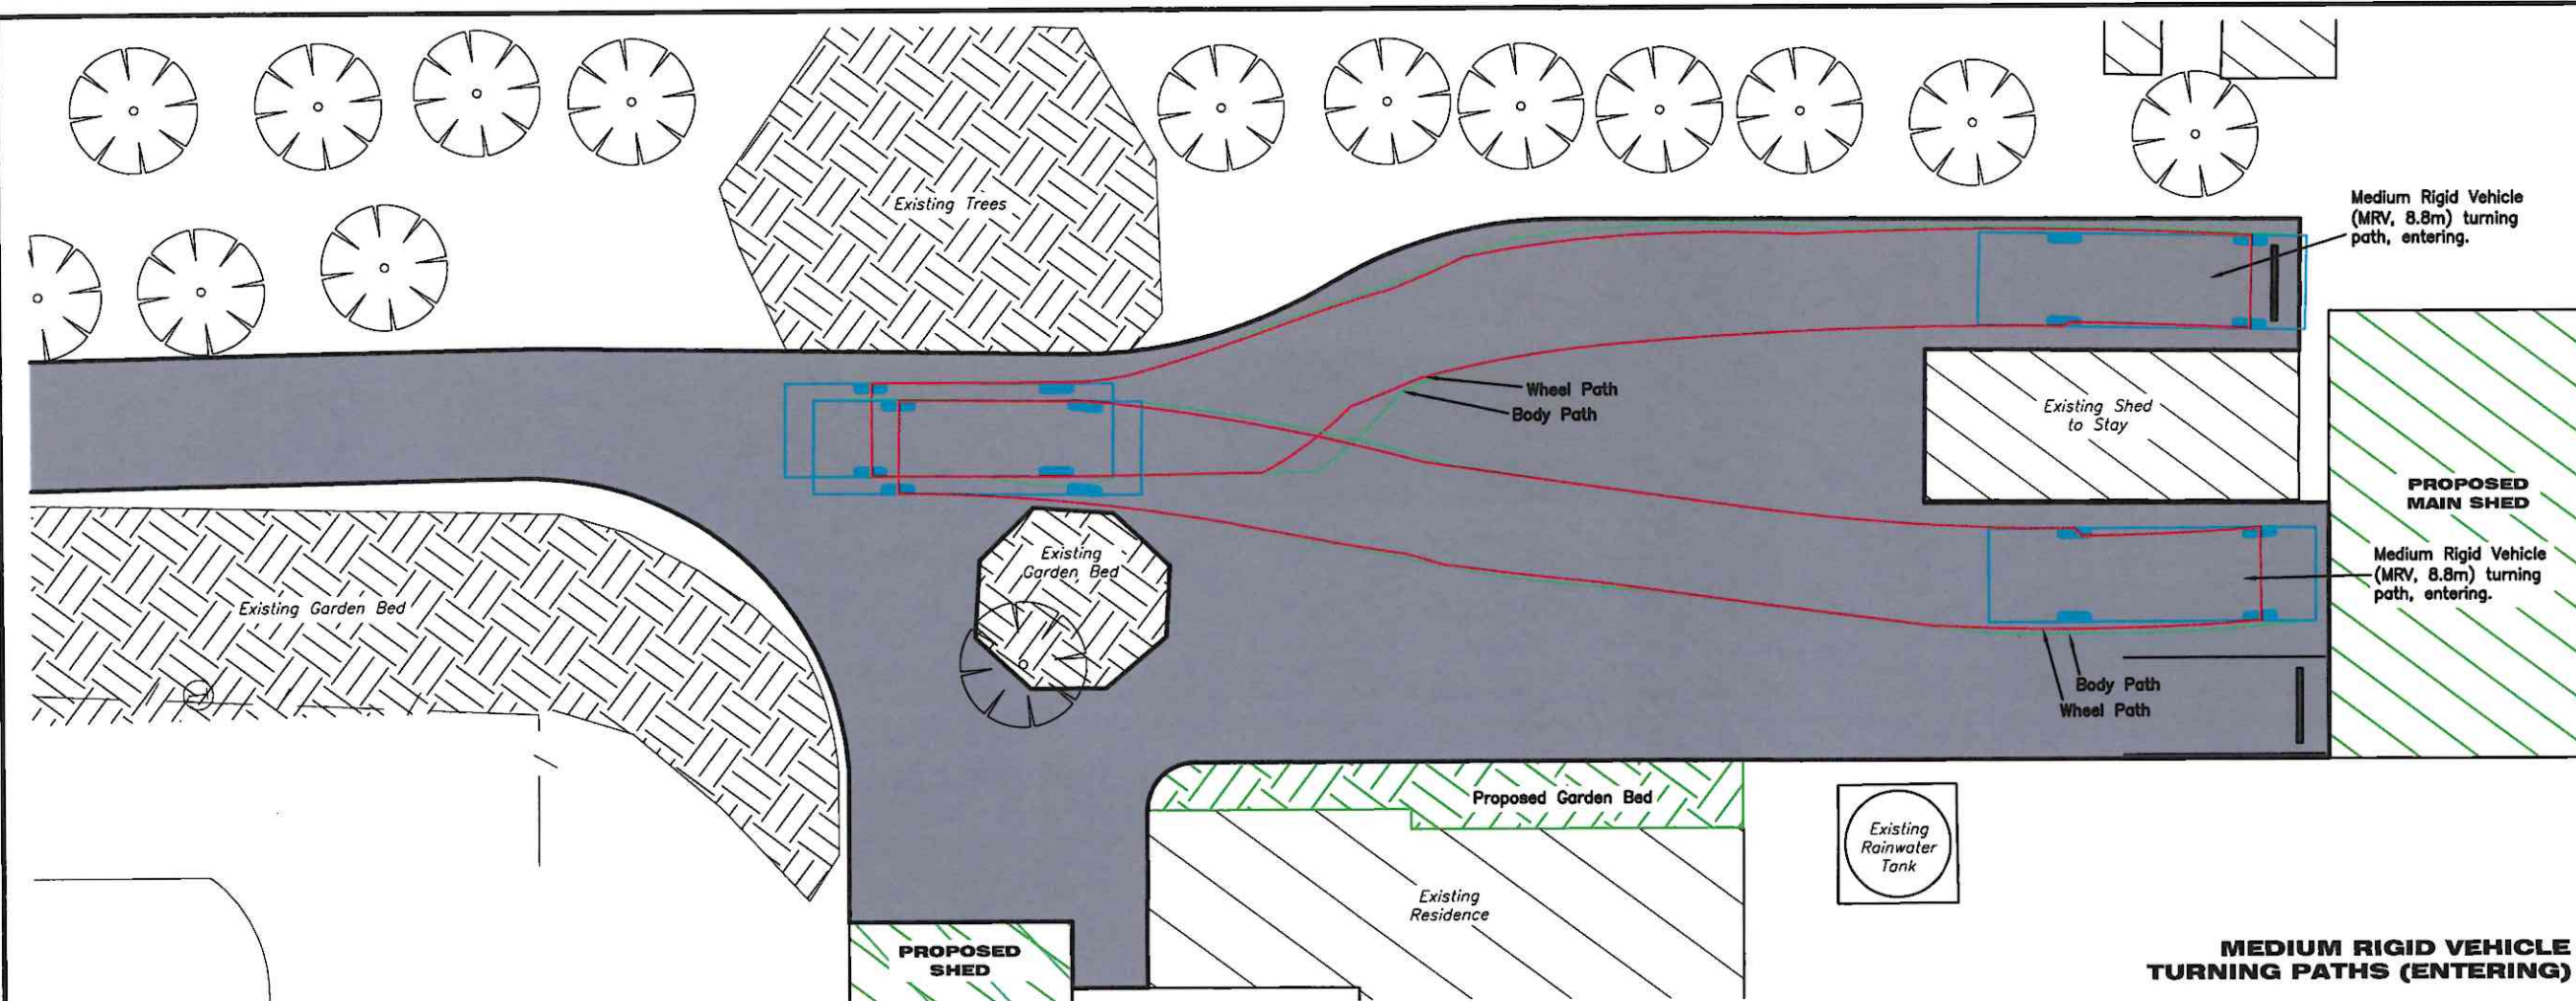 Existing Trees
Medium Rigid Vehicle
(MRV, 8.8m) turning
path, entering.
Wheel Path
Body Path
Existing Shed
to Stay
PROPOSED
MAIN SHED
Existing
Garden Bed
Medium Rigid Vehicle
(MRV, 8.8m) turning
path, entering.
Existing Garden Bed
Body Path
Wheel Path
Proposed Garden Bed
Existing
Rainwater
Tank
Existing
Residence
PROPOSED
SHED
MEDIUM RIGID VEHICLE
TURNING PATHS (ENTERING)